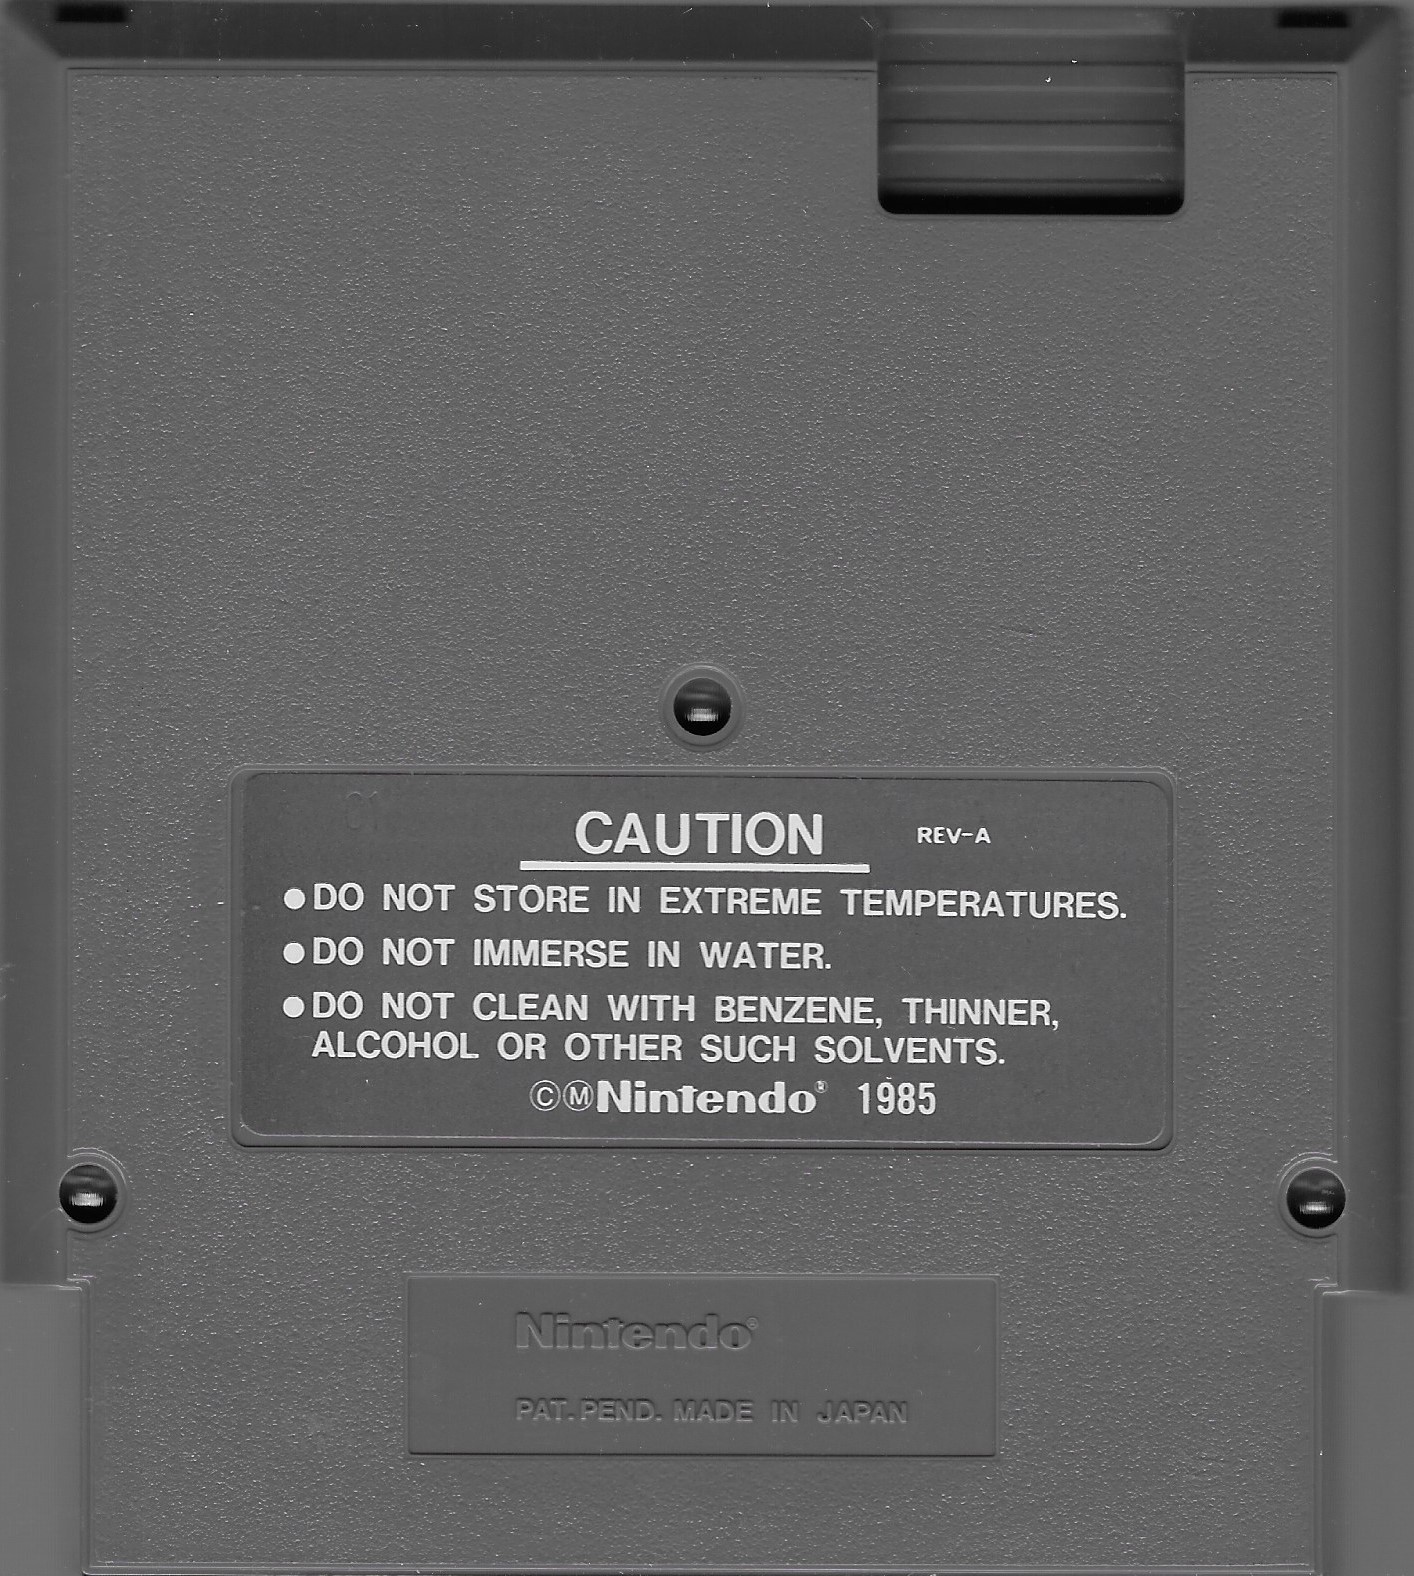 CAUTION REV-A
●DO NOT STORE IN EXTREME TEMPERATURES.
●DO NOT IMMERSE IN WATER.
●DO NOT CLEAN WITH BENZENE, THINNER,
ALCOHOL OR OTHER SUCH SOLVENTS.
©ⓂNintendo® 1985
Nintendo®
PAT. PEND. MADE IN JAPAN